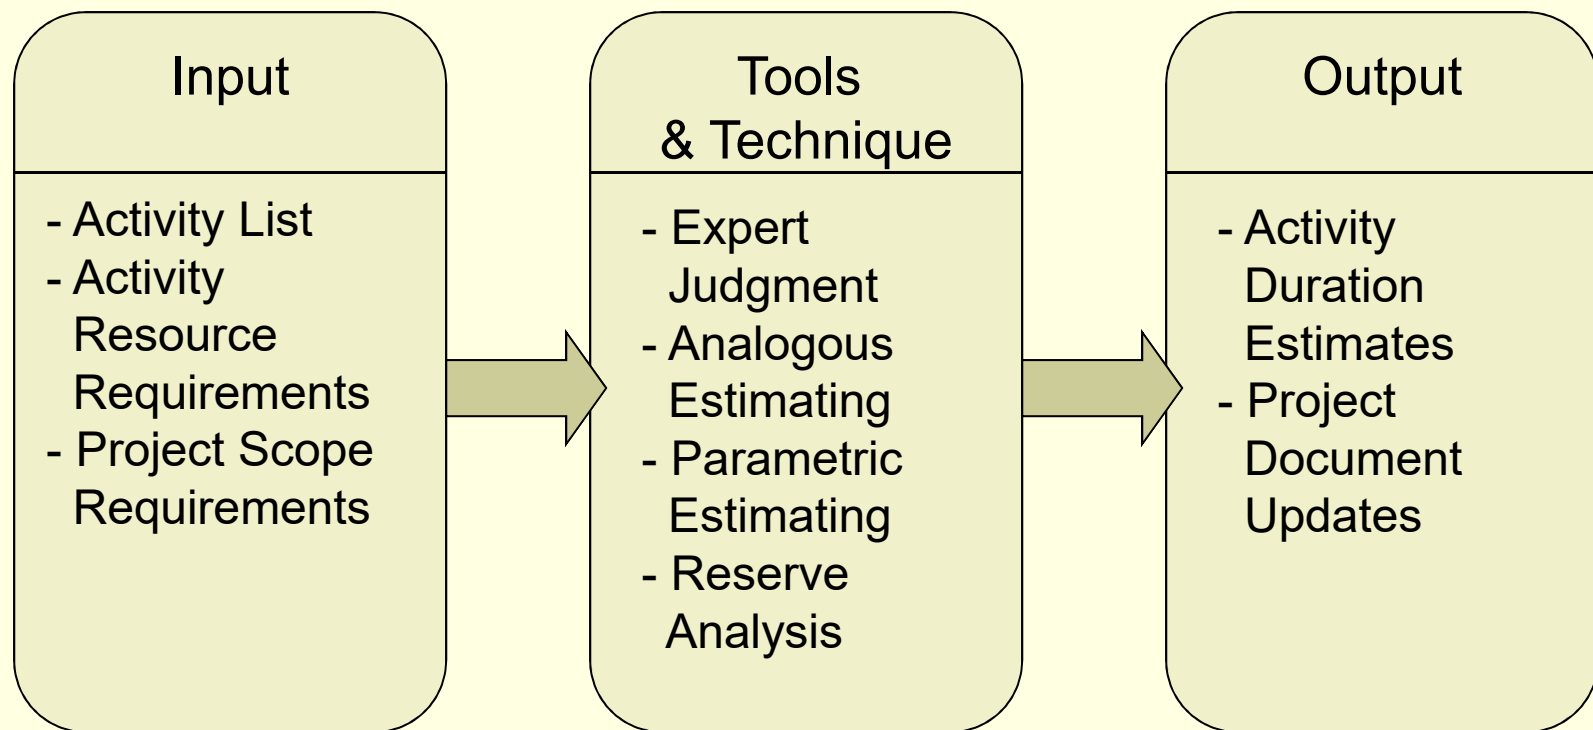 Input
- Activity List
- Activity
Resource
Requirements
- Project Scope
Requirements
Tools
& Technique
- Expert
Judgment
- Analogous
Estimating
- Parametric
Estimating
- Reserve
Analysis
Output
- Activity
Duration
Estimates
- Project
Document
Updates